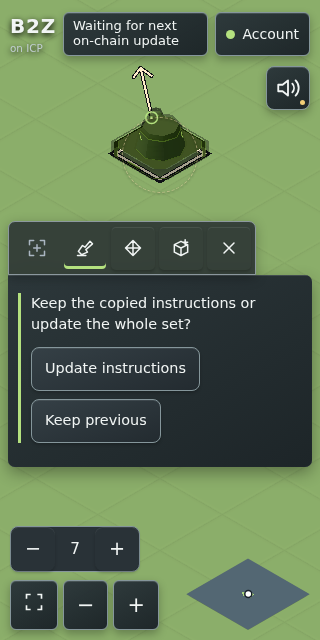 B2Z
on ICP
Waiting for next
on-chain update
Account
Keep the copied instructions or
update the whole set?
Update instructions
Keep previous
− 7 +
− +